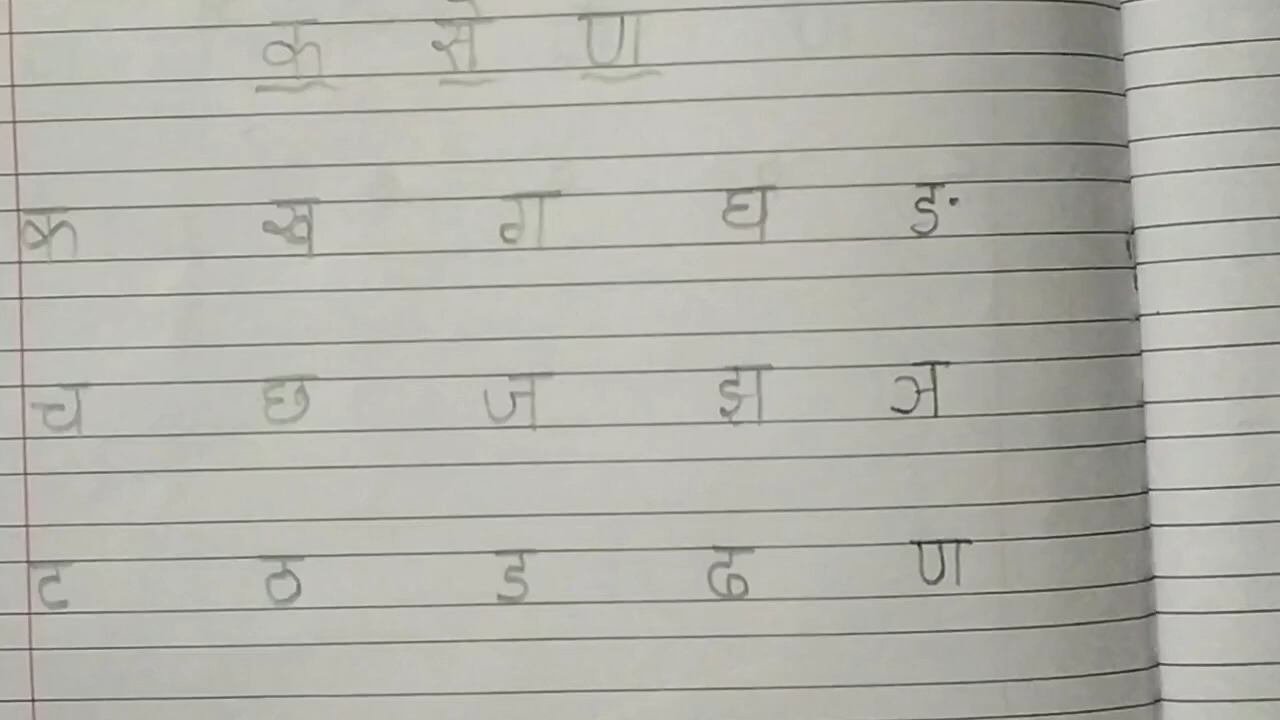 क से ण
क ख ग घ ङ
च छ ज झ ञ
ट ठ ड ढ ण